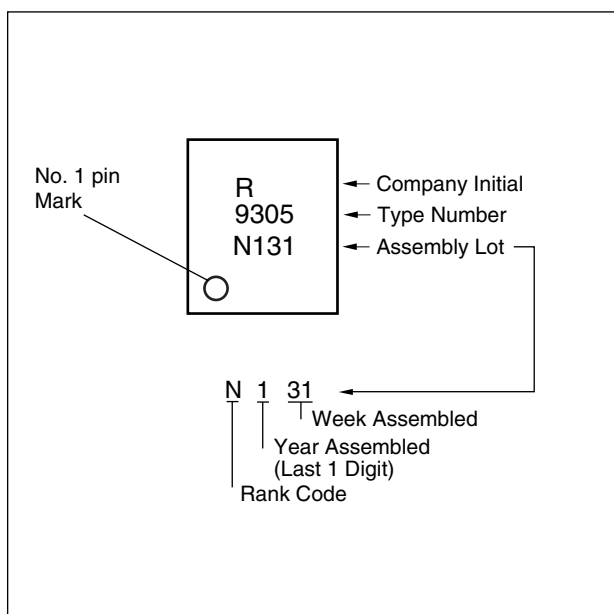 No. 1 pin
Mark
R
9305
N131
Company Initial
Type Number
Assembly Lot
N 1 31
Week Assembled
Year Assembled
(Last 1 Digit)
Rank Code